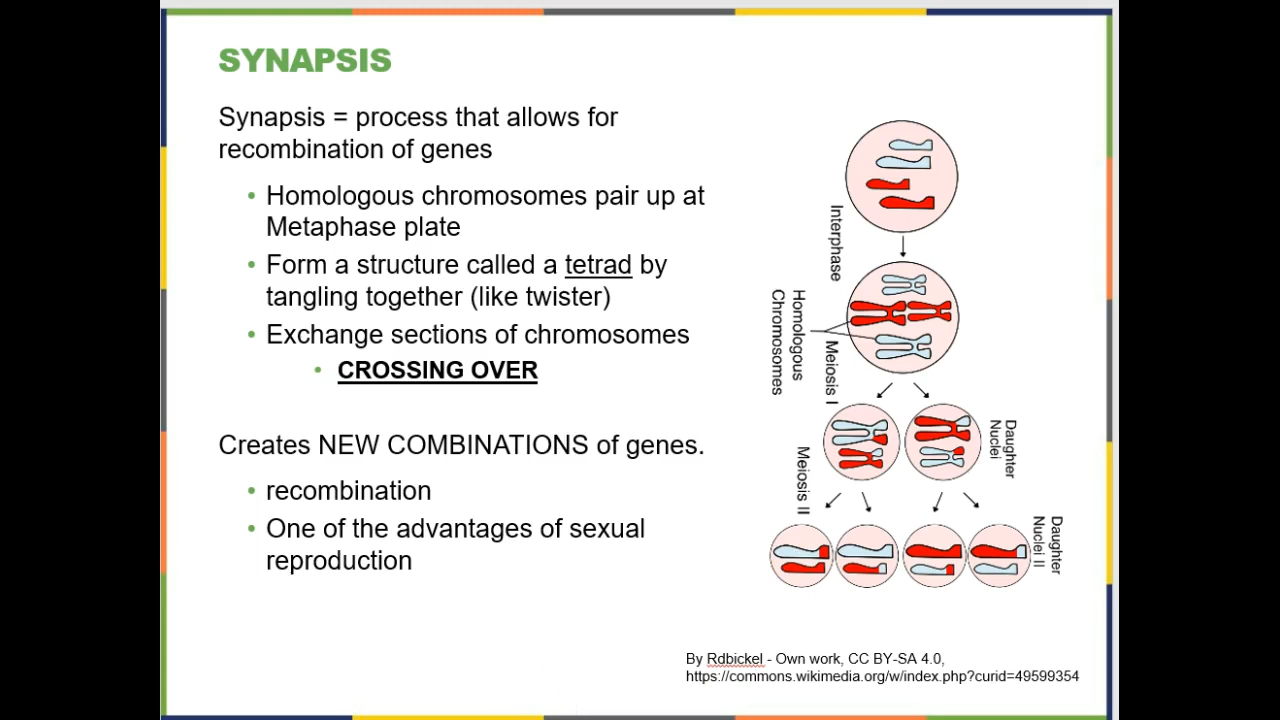 SYNAPSIS
Synapsis = process that allows for
recombination of genes
• Homologous chromosomes pair up at
Metaphase plate
• Form a structure called a tetrad by
tangling together (like twister)
• Exchange sections of chromosomes
• CROSSING OVER
Creates NEW COMBINATIONS of genes.
• recombination
• One of the advantages of sexual
reproduction
Interphase
Homologous
Chromosomes
Meiosis I
Daughter
Nuclei
Meiosis II
Daughter
Nuclei II
By Rdbickel - Own work, CC BY-SA 4.0,
https://commons.wikimedia.org/w/index.php?curid=49599354